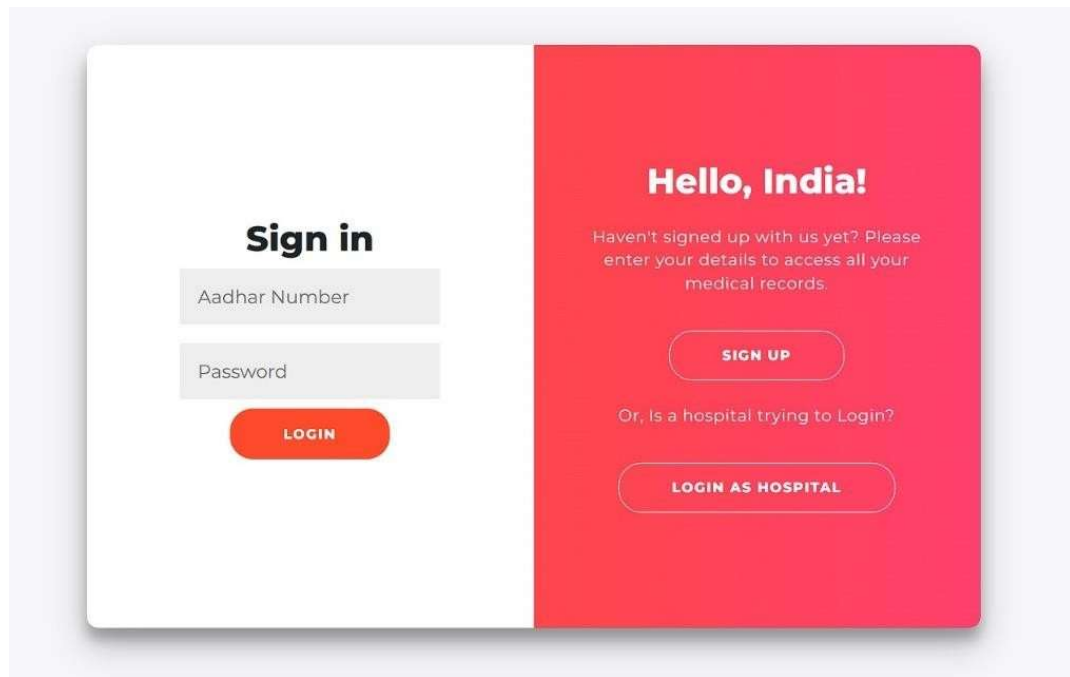 Sign in
Aadhar Number
Password
LOGIN
Hello, India!
Haven't signed up with us yet? Please
enter your details to access all your
medical records.
SIGN UP
Or, Is a hospital trying to Login?
LOGIN AS HOSPITAL